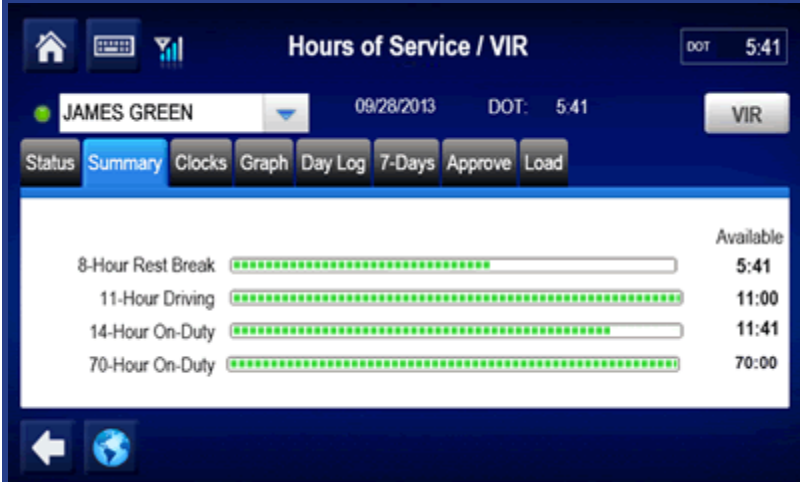 Hours of Service / VIR
DOT 5:41
JAMES GREEN
09/28/2013 DOT: 5:41
VIR
Status Summary Clocks Graph Day Log 7-Days Approve Load
Available
8-Hour Rest Break 5:41
11-Hour Driving 11:00
14-Hour On-Duty 11:41
70-Hour On-Duty 70:00